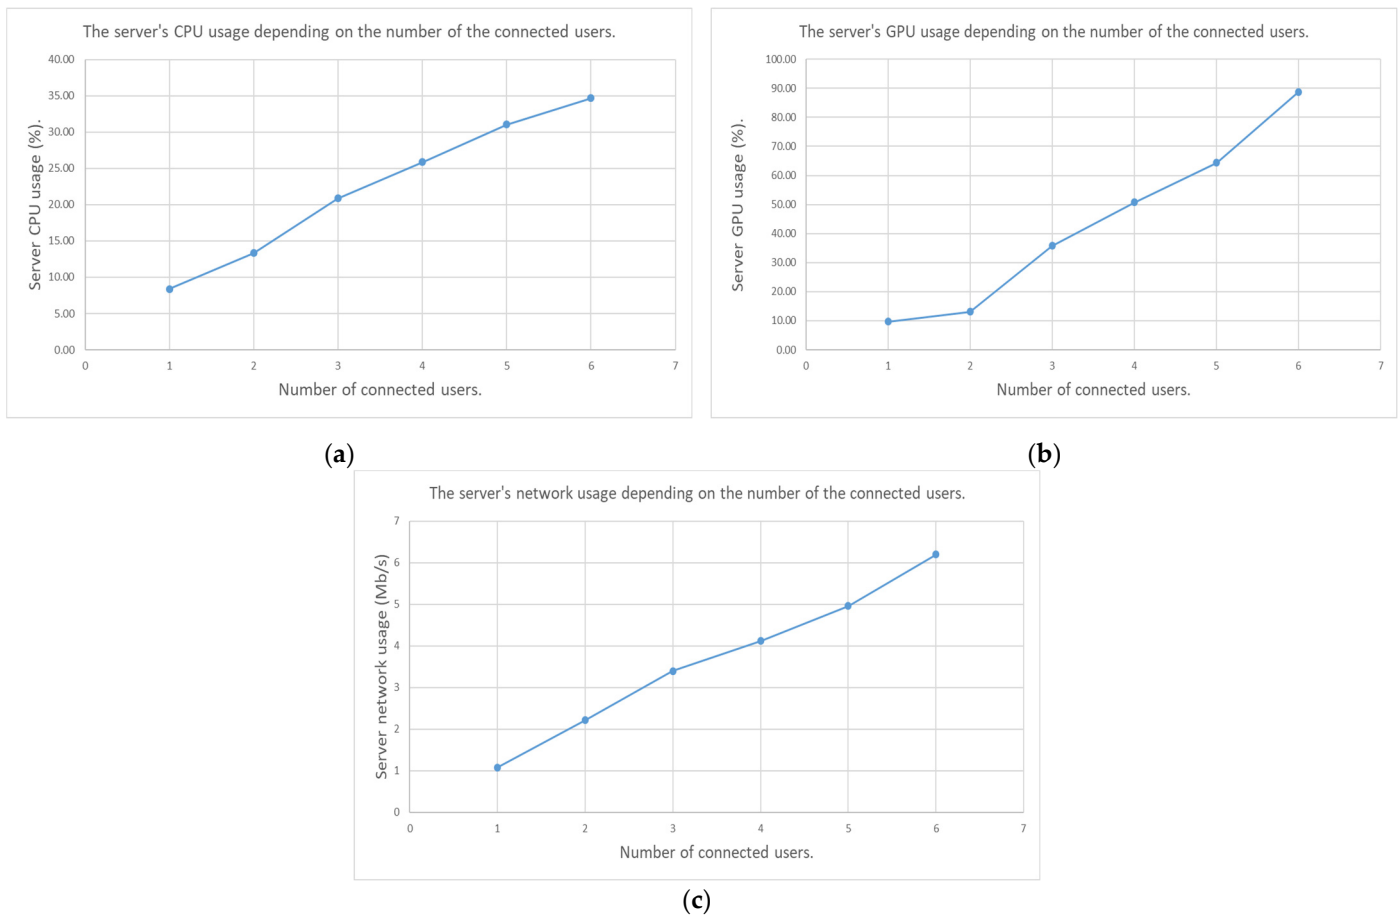 The server's CPU usage depending on the number of the connected users.
40.00
35.00
30.00
25.00
20.00
15.00
10.00
5.00
0.00
Server CPU usage (%).
0 1 2 3 4 5 6 7
Number of connected users.
(a)
The server's GPU usage depending on the number of the connected users.
100.00
90.00
80.00
70.00
60.00
50.00
40.00
30.00
20.00
10.00
0.00
Server GPU usage (%).
0 1 2 3 4 5 6 7
Number of connected users.
(b)
The server's network usage depending on the number of the connected users.
7
6
5
4
3
2
1
0
Server network usage (Mb/s)
0 1 2 3 4 5 6 7
Number of connected users.
(c)